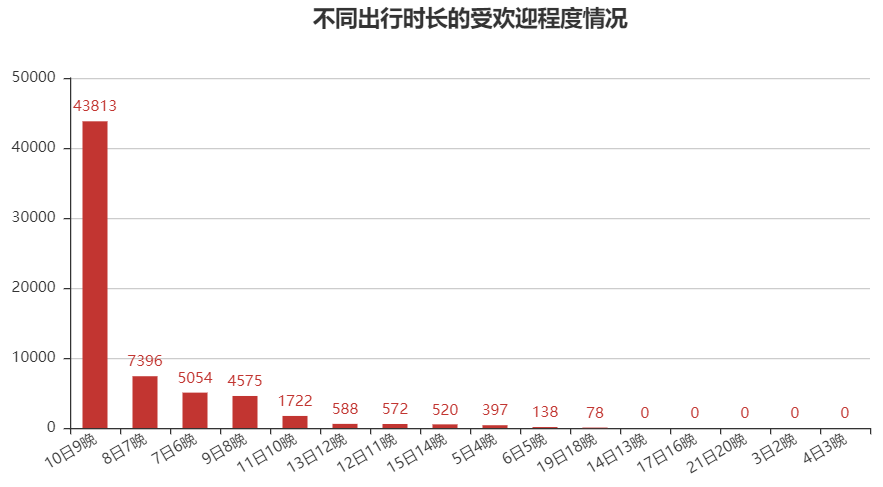 不同出行时长的受欢迎程度情况
50000
40000
30000
20000
10000
0
43813
7396
5054
4575
1722
588
572
520
397
138
78
0
0
0
0
0
10日9晚
8日7晚
7日6晚
9日8晚
11日10晚
13日12晚
12日11晚
15日14晚
5日4晚
6日5晚
19日18晚
14日13晚
17日16晚
21日20晚
3日2晚
4日3晚